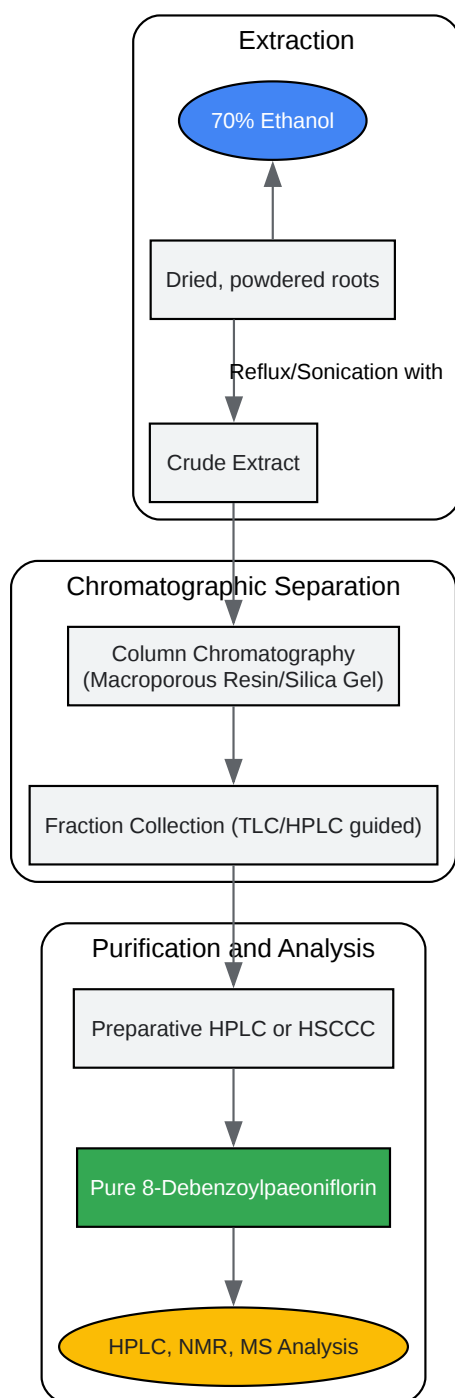 Extraction
70% Ethanol
Dried, powdered roots
Reflux/Sonication with
Crude Extract
Chromatographic Separation
Column Chromatography
(Macroporous Resin/Silica Gel)
Fraction Collection (TLC/HPLC guided)
Purification and Analysis
Preparative HPLC or HSCCC
Pure 8-Debenzoylpaeoniflorin
HPLC, NMR, MS Analysis